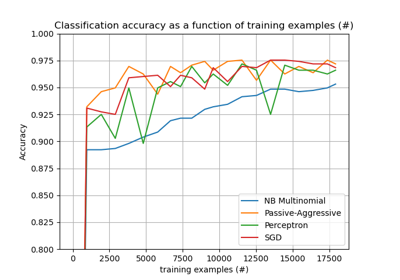 Classification accuracy as a function of training examples (#)
1.000
0.975
0.950
0.925
0.900
0.875
0.850
0.825
0.800
Accuracy
NB Multinomial
Passive-Aggressive
Perceptron
SGD
0 2500 5000 7500 10000 12500 15000 17500
training examples (#)